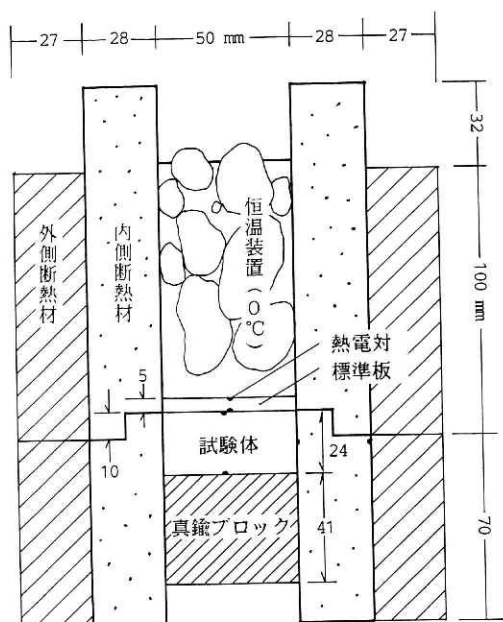 27
28
50 mm
28
27
32
100 mm
70
外側断熱材
内側断熱材
恒温装置(0℃)
5
熱電対
標準板
10
試験体
24
真鍮ブロック
41